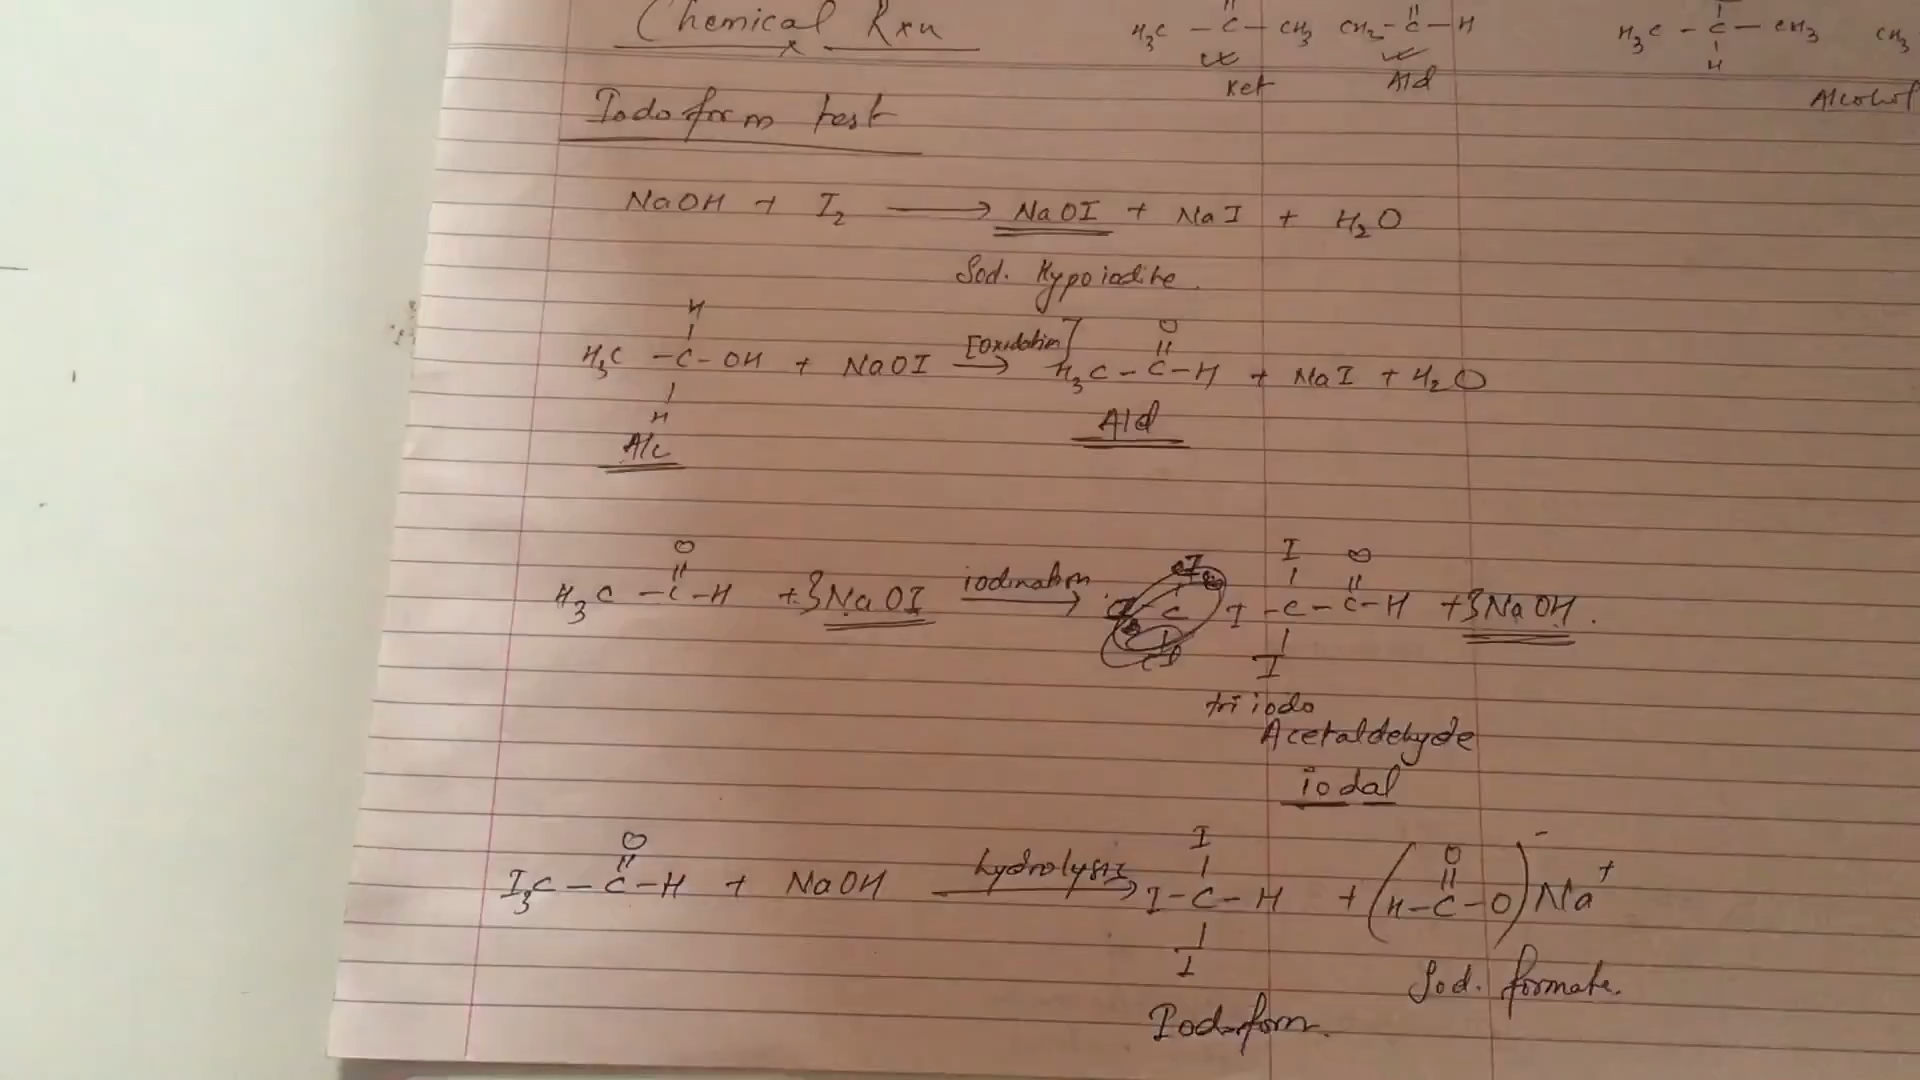 Chemical Rxn
H3C - C - CH3 CH3 - C - H H3C - C - CH3 CH3
H
Ket Ald Alcohol
Iodoform test
NaOH + I2 → NaOI + NaI + H2O
Sod. Hypoiodite.
H O
H3C - C - OH + NaOI [oxidation] → H3C - C - H + NaI + H2O
H
Alc Ald
O I O
H3C - C - H + 3NaOI iodination → I - C - C - H + 3NaOH.
I
tri iodo
Acetaldehyde
iodal
O I O
I3C - C - H + NaOH hydrolysis → I - C - H + (H - C - O)- Na+
I
Sod. formate.
Iodoform.